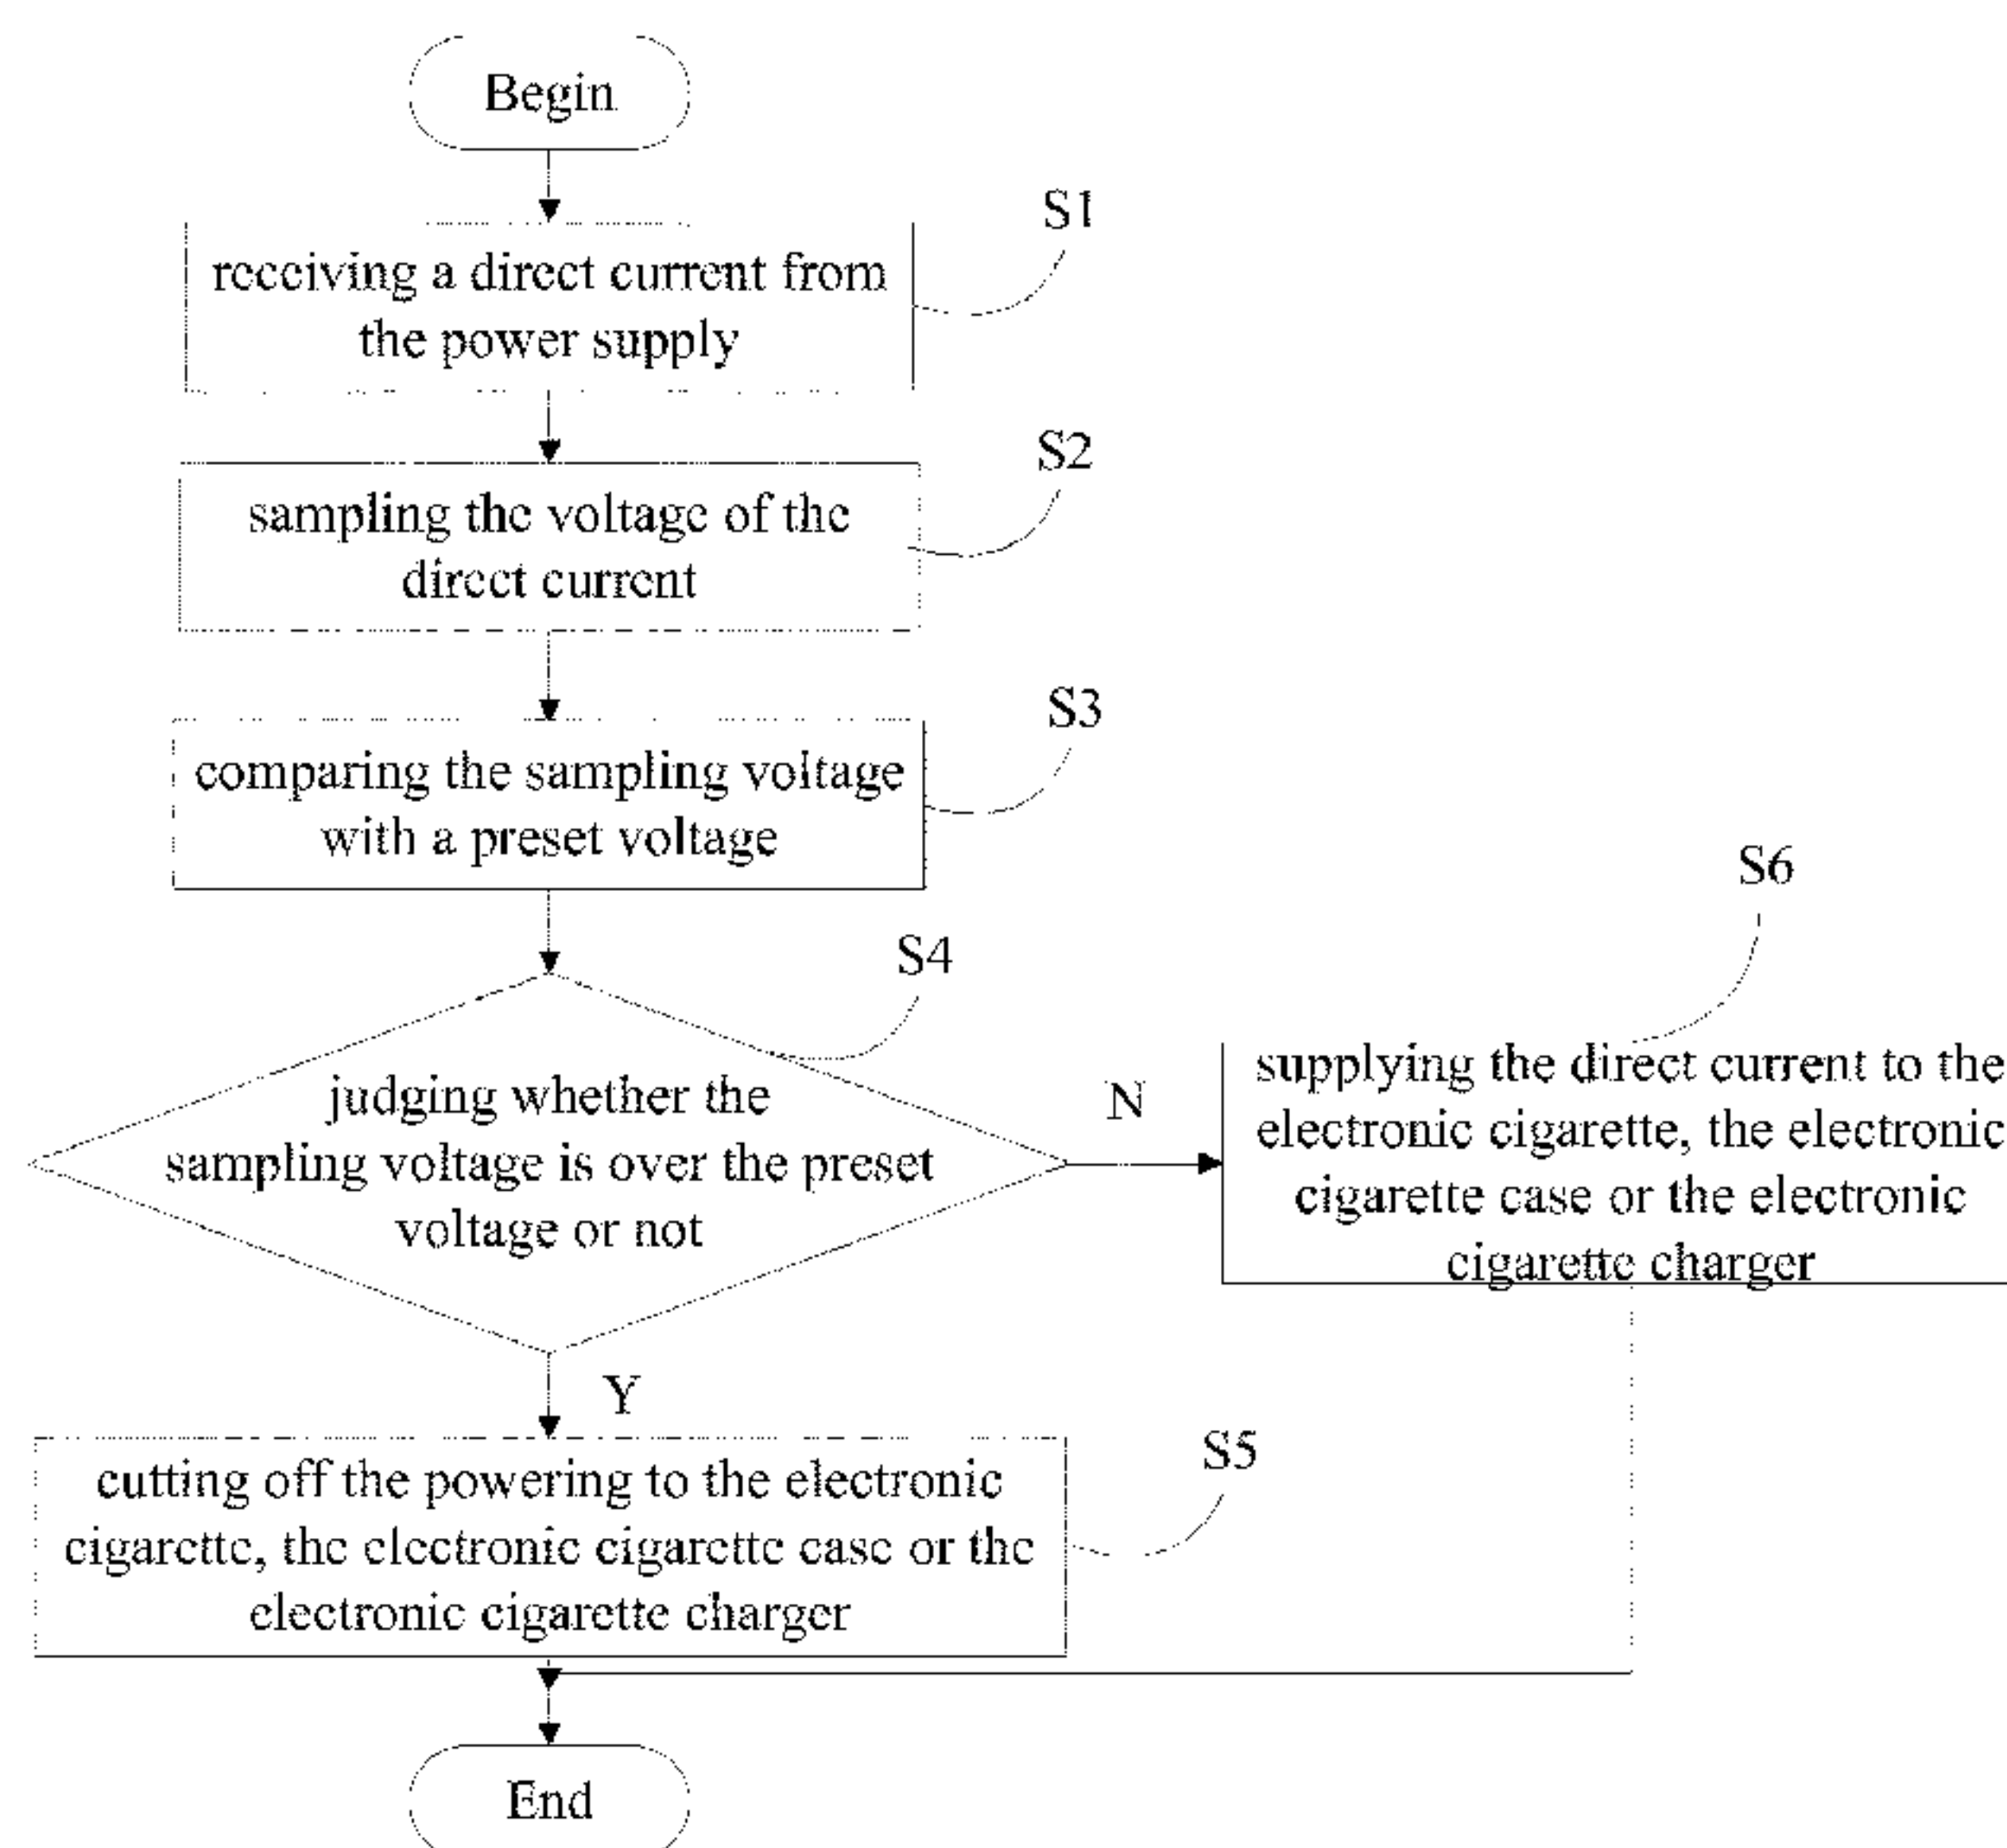 Begin
S1
receiving a direct current from
the power supply
S2
sampling the voltage of the
direct current
S3
comparing the sampling voltage
with a preset voltage
S4
judging whether the
sampling voltage is over the preset
voltage or not
N
S6
supplying the direct current to the
electronic cigarette, the electronic
cigarette case or the electronic
cigarette charger
Y
S5
cutting off the powering to the electronic
cigarette, the electronic cigarette case or the
electronic cigarette charger
End